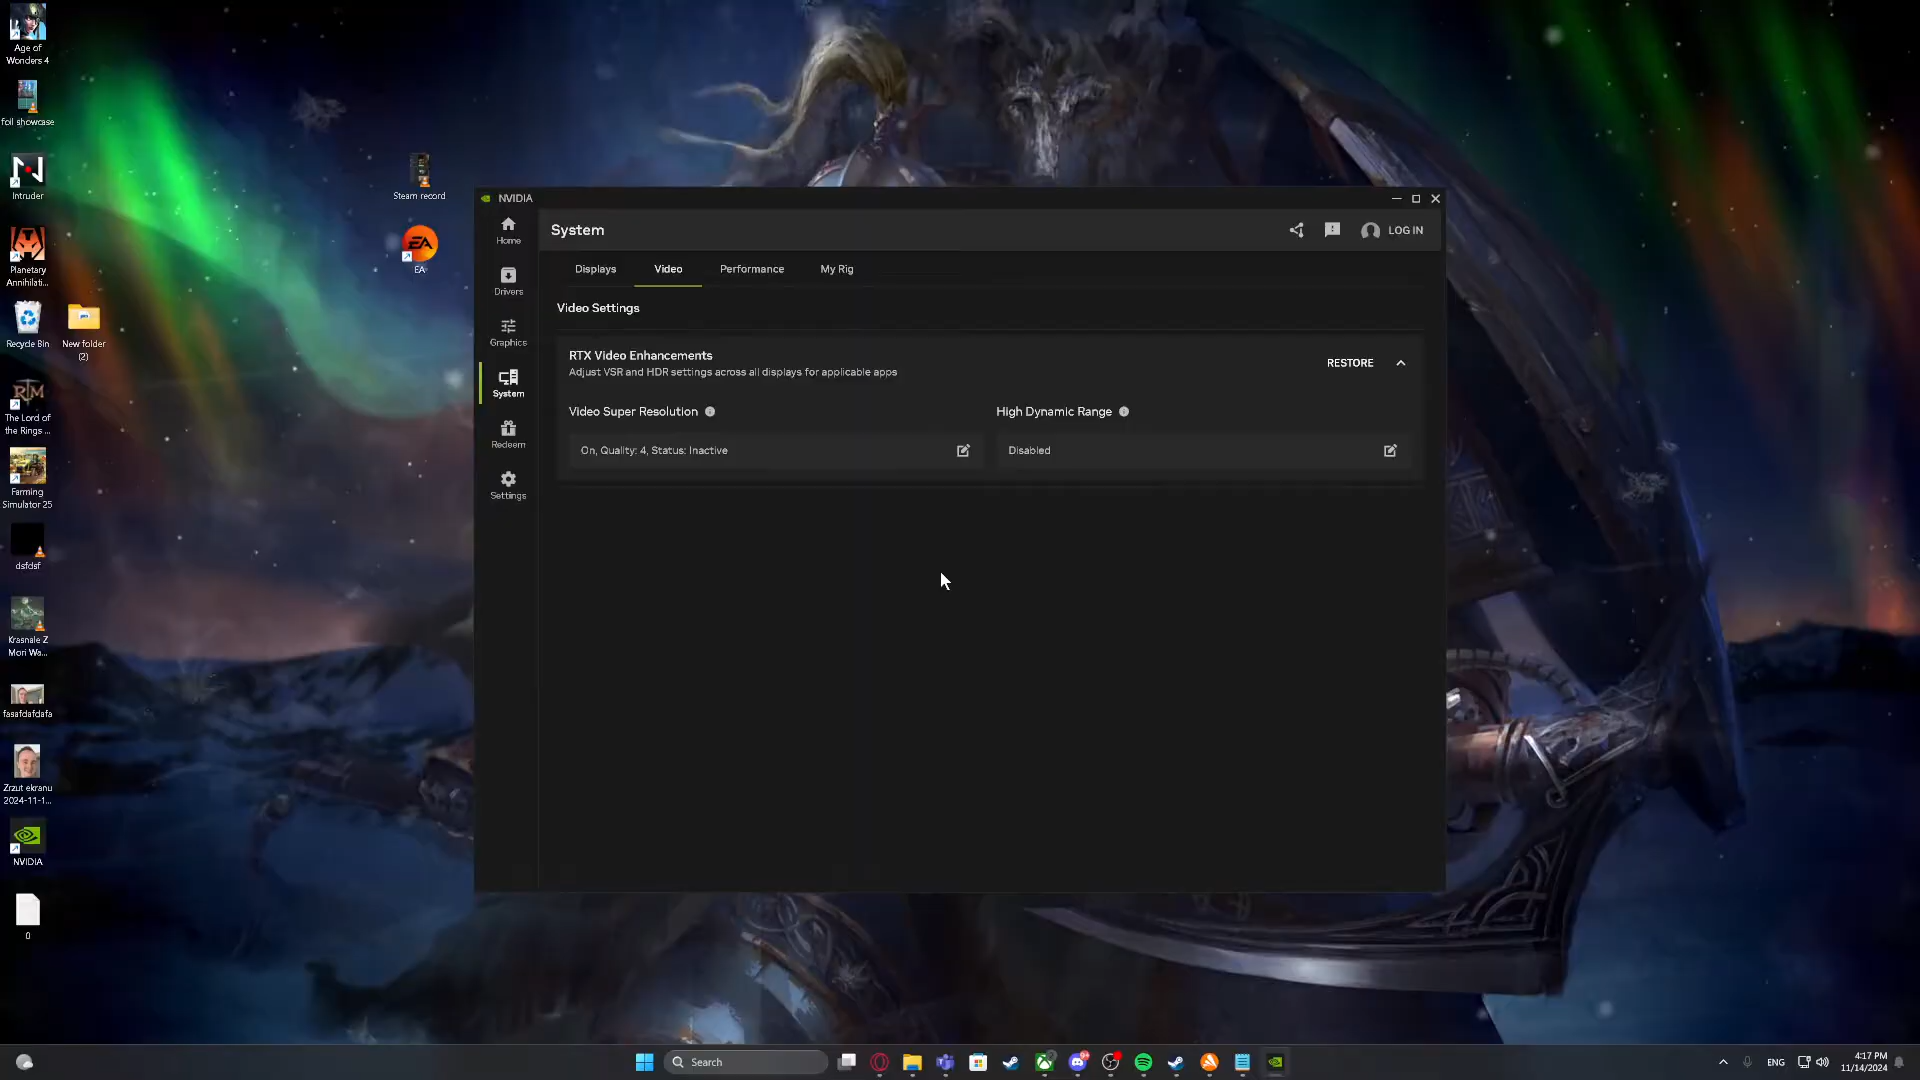 Age of
Wonders 4
foil showcase
Intruder
Planetary
Annihilati...
Recycle Bin
New folder
(2)
The Lord of
the Rings ...
Farming
Simulator 25
dsfdsf
Krasnale Z
Mori Wa...
fasafdafdafa
Zrzut ekranu
2024-11-1...
NVIDIA
0
Steam record
EA
EA
NVIDIA
Home
Drivers
Graphics
System
Redeem
Settings
System
LOG IN
Displays
Video
Performance
My Rig
Video Settings
RTX Video Enhancements
Adjust VSR and HDR settings across all displays for applicable apps
RESTORE
Video Super Resolution
High Dynamic Range
On, Quality: 4, Status: Inactive
Disabled
Search
ENG
4:17 PM
11/14/2024